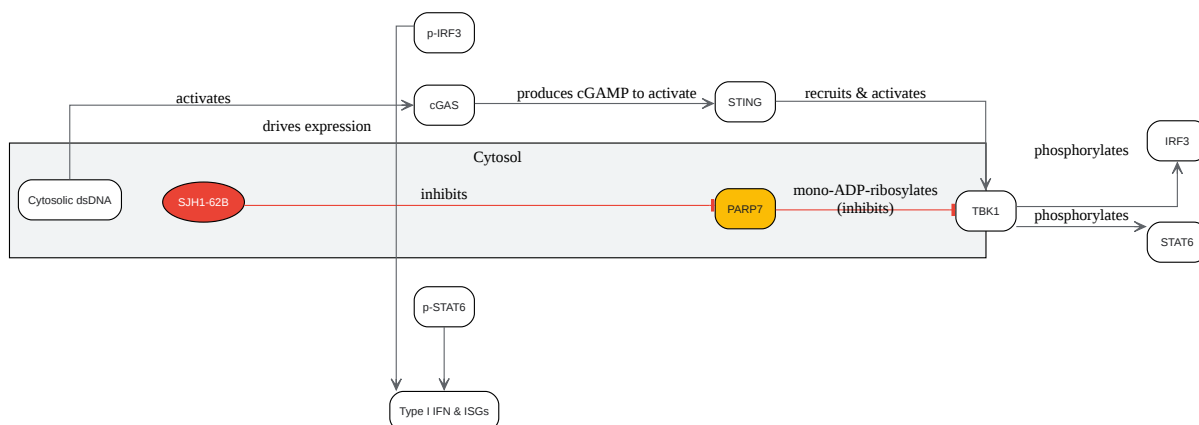 p-IRF3
activates
cGAS
produces cGAMP to activate
STING
recruits & activates
drives expression
phosphorylates
IRF3
Cytosol
Cytosolic dsDNA
SJH1-62B
inhibits
PARP7
mono-ADP-ribosylates
(inhibits)
TBK1
phosphorylates
STAT6
p-STAT6
Type I IFN & ISGs